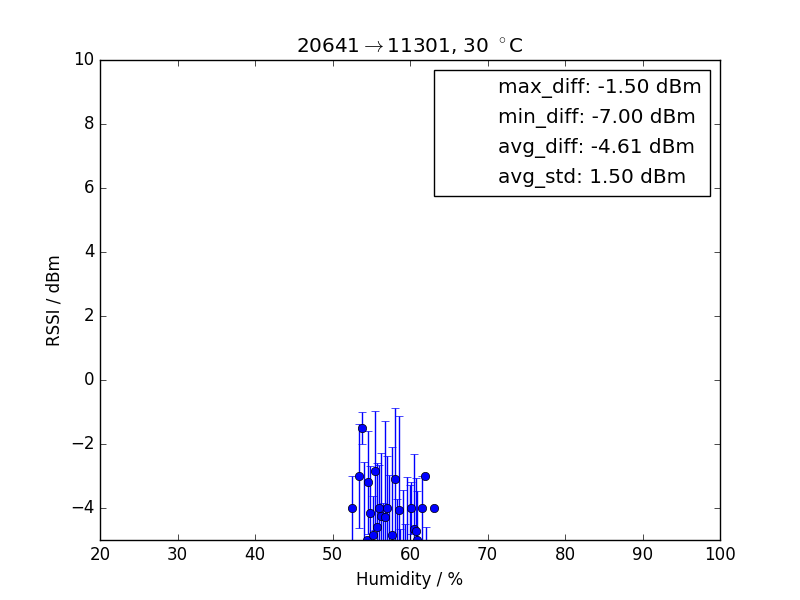 20641→11301, 30 °C
max_diff: -1.50 dBm
min_diff: -7.00 dBm
avg_diff: -4.61 dBm
avg_std: 1.50 dBm
RSSI / dBm
10
8
6
4
2
0
−2
−4
20 30 40 50 60 70 80 90 100
Humidity / %